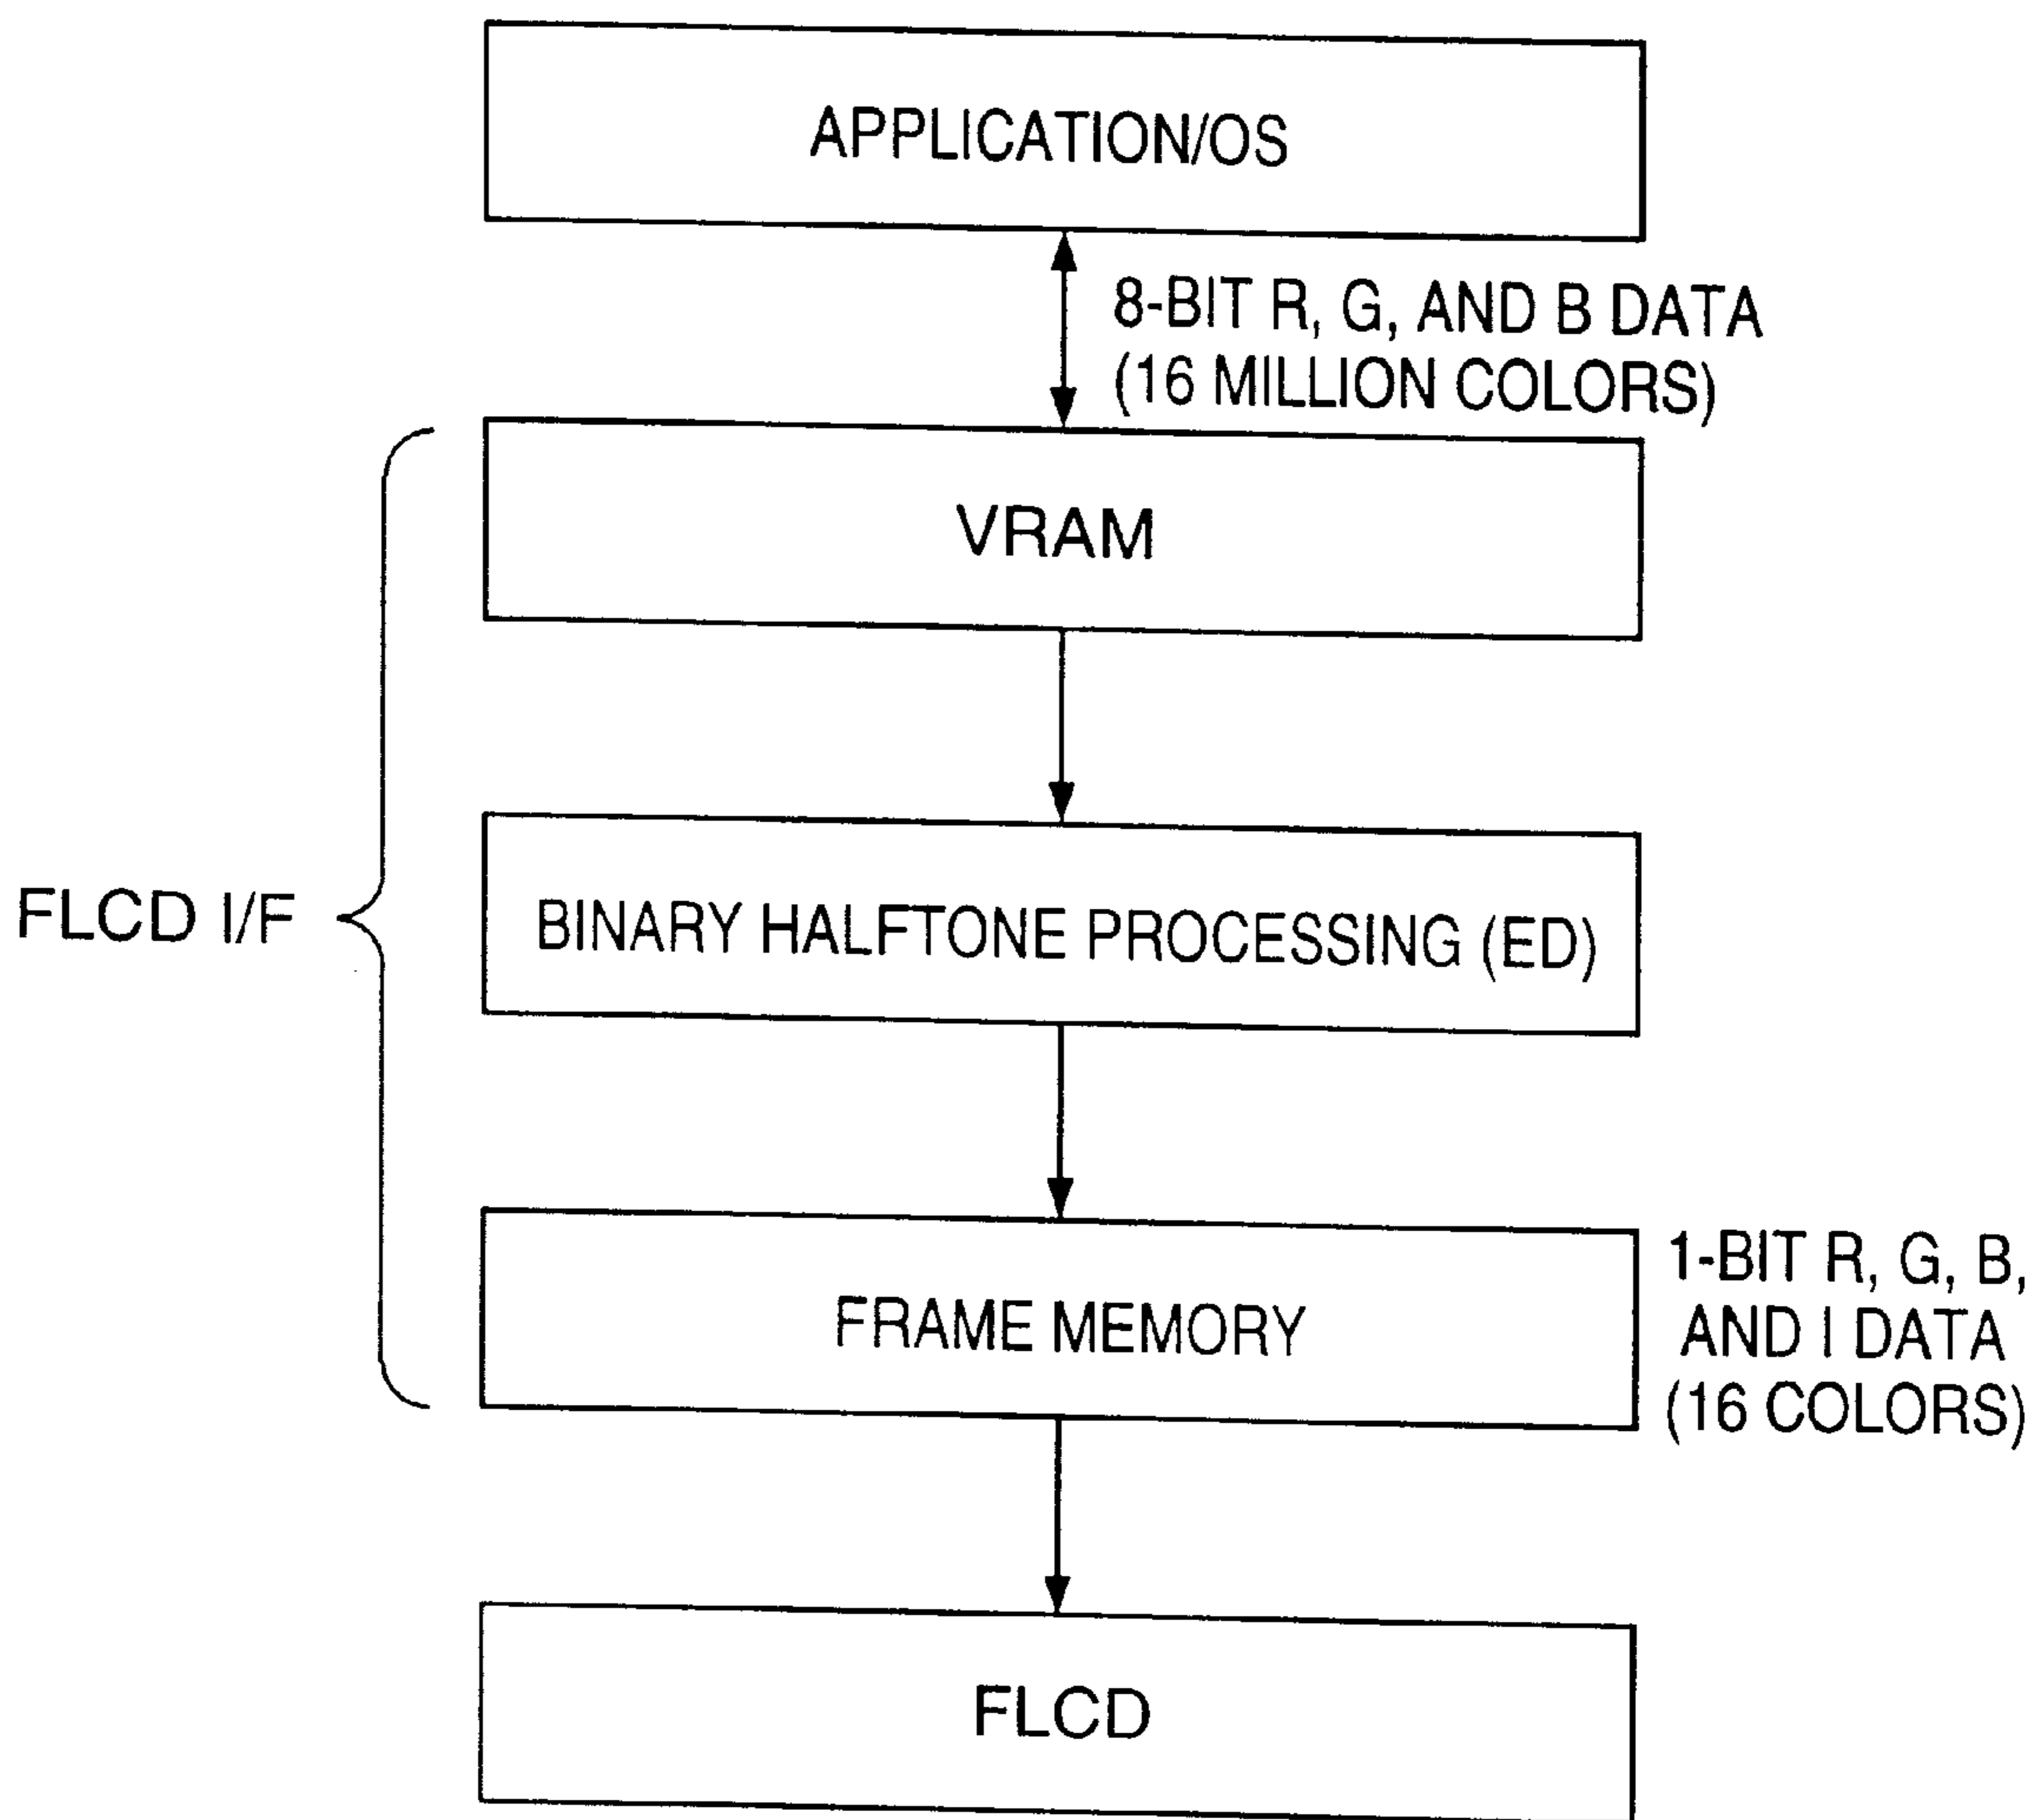 APPLICATION/OS
8-BIT R, G, AND B DATA
(16 MILLION COLORS)
VRAM
FLCD I/F
BINARY HALFTONE PROCESSING (ED)
FRAME MEMORY
1-BIT R, G, B,
AND I DATA
(16 COLORS)
FLCD